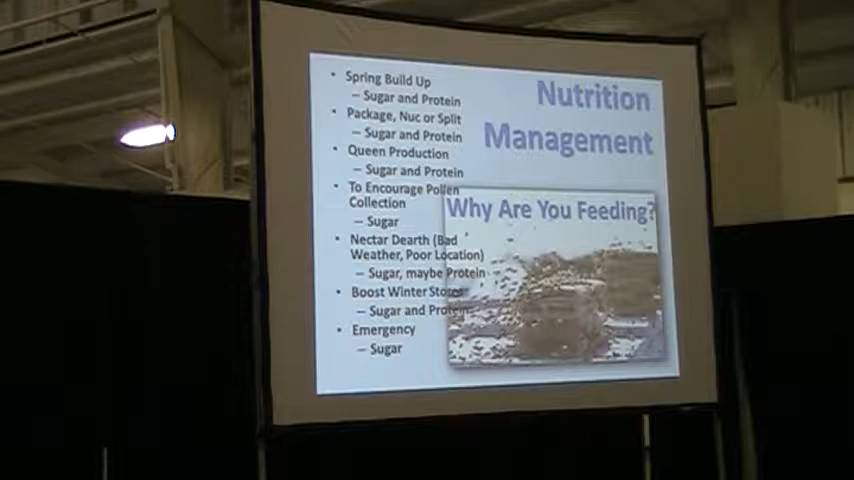 Nutrition
Management
• Spring Build Up
– Sugar and Protein
• Package, Nuc or Split
– Sugar and Protein
• Queen Production
– Sugar and Protein
• To Encourage Pollen
Collection
– Sugar
• Nectar Dearth (Bad
Weather, Poor Location)
– Sugar, maybe Protein
• Boost Winter Stores
– Sugar and Protein
• Emergency
– Sugar
Why Are You Feeding?